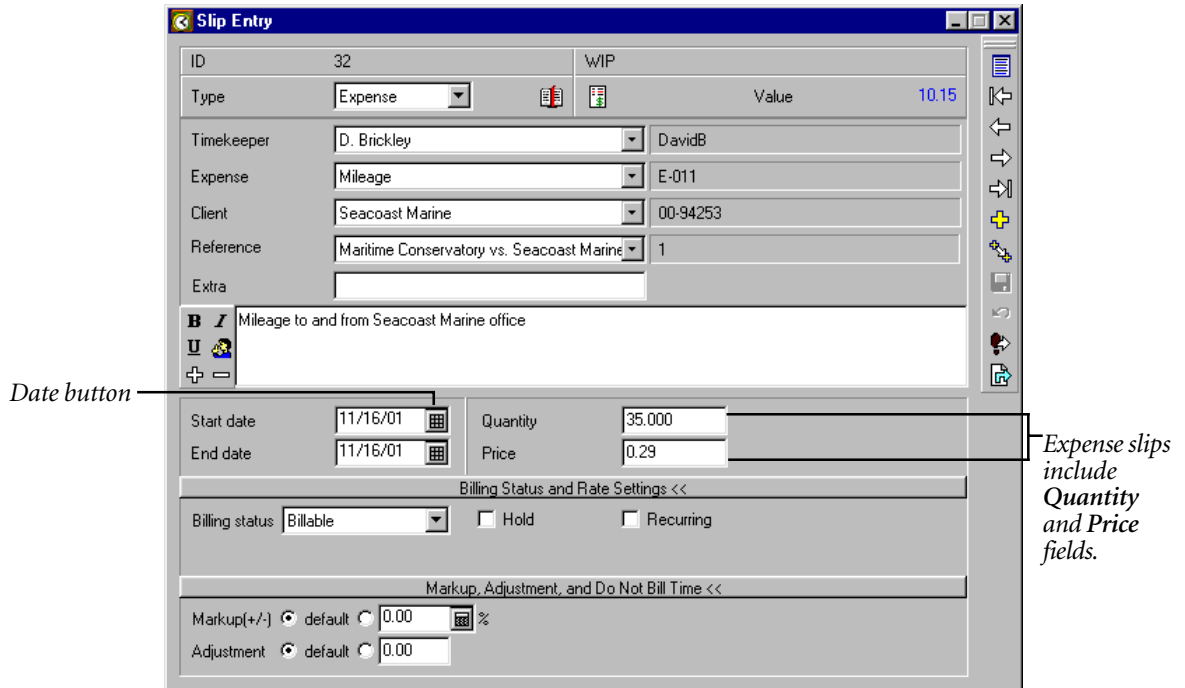 Slip Entry
ID 32 WIP
Type Expense Value 10.15
Timekeeper D. Brickley DavidB
Expense Mileage E-011
Client Seacoast Marine 00-94253
Reference Maritime Conservatory vs. Seacoast Marine 1
Extra
B I Mileage to and from Seacoast Marine office
U
Date button
Start date 11/16/01 Quantity 35.000
End date 11/16/01 Price 0.29
Expense slips
include
Quantity
and Price
fields.
Billing Status and Rate Settings <<
Billing status Billable Hold Recurring
Markup, Adjustment, and Do Not Bill Time <<
Markup(+/-) default 0.00 %
Adjustment default 0.00